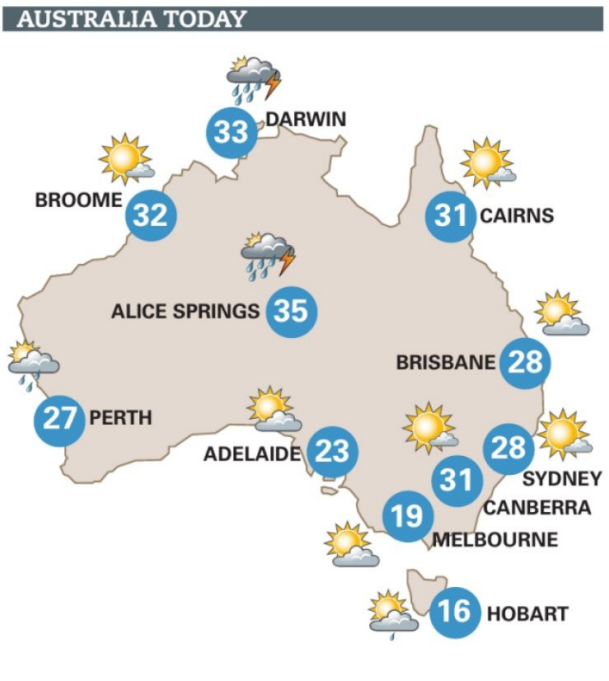 AUSTRALIA TODAY
33 DARWIN
BROOME 32
31 CAIRNS
ALICE SPRINGS 35
BRISBANE 28
27 PERTH
ADELAIDE 23
28 SYDNEY
31 CANBERRA
19 MELBOURNE
16 HOBART